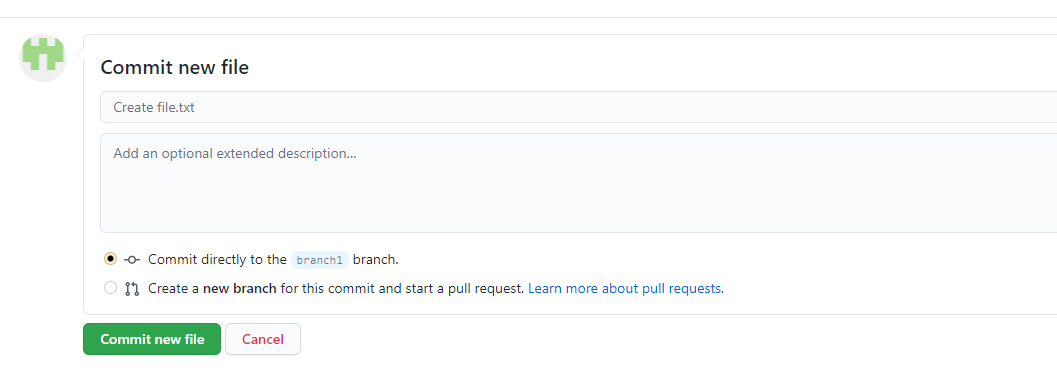 Commit new file
Create file.txt
Add an optional extended description...
Commit directly to the branch1 branch.
Create a new branch for this commit and start a pull request. Learn more about pull requests.
Commit new file Cancel